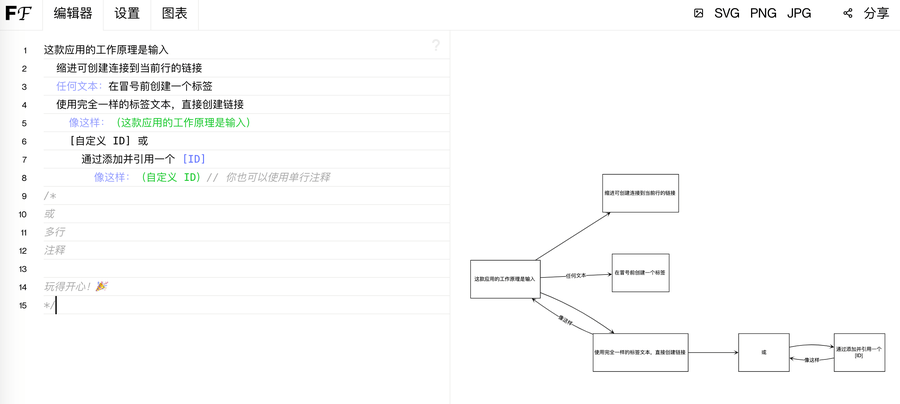 FF 编辑器 设置 图表 SVG PNG JPG 分享
?
1 这款应用的工作原理是输入
2 缩进可创建连接到当前行的链接
3 任何文本：在冒号前创建一个标签
4 使用完全一样的标签文本，直接创建链接
5 像这样：（这款应用的工作原理是输入）
6 [自定义 ID] 或
7 通过添加并引用一个 [ID]
8 像这样：（自定义 ID）// 你也可以使用单行注释
9 /*
10 或
11 多行
12 注释
13
14 玩得开心！🎉
15 */
缩进可创建连接到当前行的链接
这款应用的工作原理是输入
任何文本
在冒号前创建一个标签
像这样
使用完全一样的标签文本，直接创建链接
或
像这样
通过添加并引用一个
[ID]